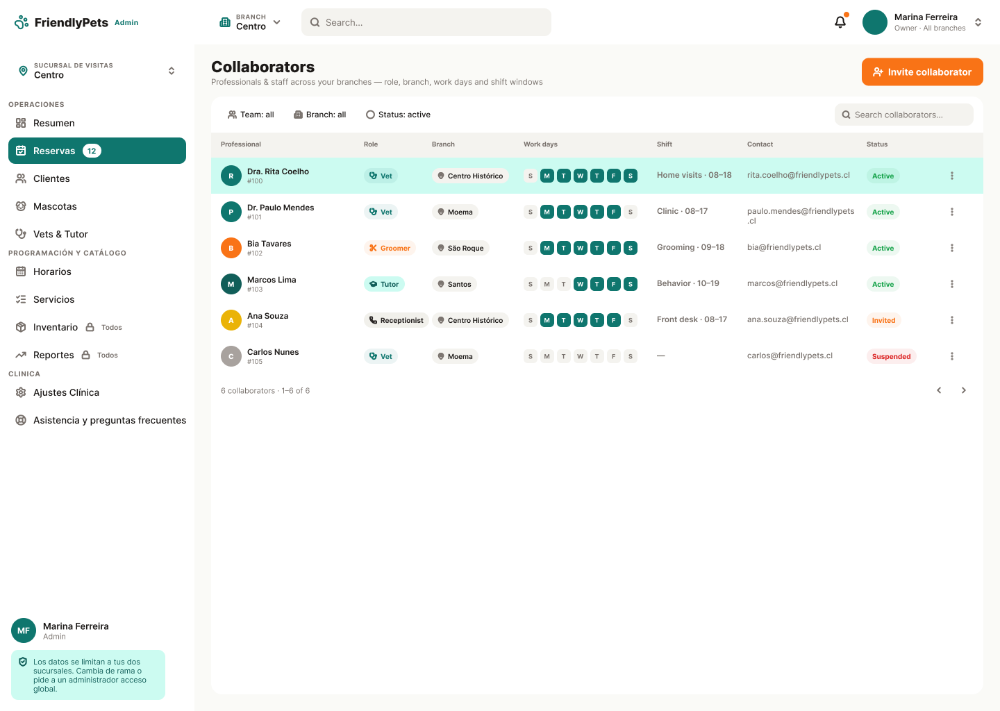 FriendlyPets Admin
BRANCH
Centro
Search...
Marina Ferreira
Owner · All branches
SUCURSAL DE VISITAS
Centro
OPERACIONES
Resumen
Reservas 12
Clientes
Mascotas
Vets & Tutor
PROGRAMACIÓN Y CATÁLOGO
Horarios
Servicios
Inventario Todos
Reportes Todos
CLINICA
Ajustes Clínica
Asistencia y preguntas frecuentes
MF
Marina Ferreira
Admin
Los datos se limitan a tus dos
sucursales. Cambia de rama o
pide a un administrador acceso
global.
Collaborators
Professionals & staff across your branches — role, branch, work days and shift windows
Invite collaborator
Team: all Branch: all Status: active Search collaborators...
Professional Role Branch Work days Shift Contact Status
R Dra. Rita Coelho #100 Vet Centro Histórico S M T W T F S Home visits · 08–18 rita.coelho@friendlypets.cl Active
P Dr. Paulo Mendes #101 Vet Moema S M T W T F S Clinic · 08–17 paulo.mendes@friendlypets
.cl Active
B Bia Tavares #102 Groomer São Roque S M T W T F S Grooming · 09–18 bia@friendlypets.cl Active
M Marcos Lima #103 Tutor Santos S M T W T F S Behavior · 10–19 marcos@friendlypets.cl Active
A Ana Souza #104 Receptionist Centro Histórico S M T W T F S Front desk · 08–17 ana.souza@friendlypets.cl Invited
C Carlos Nunes #105 Vet Moema S M T W T F S — carlos@friendlypets.cl Suspended
6 collaborators · 1–6 of 6